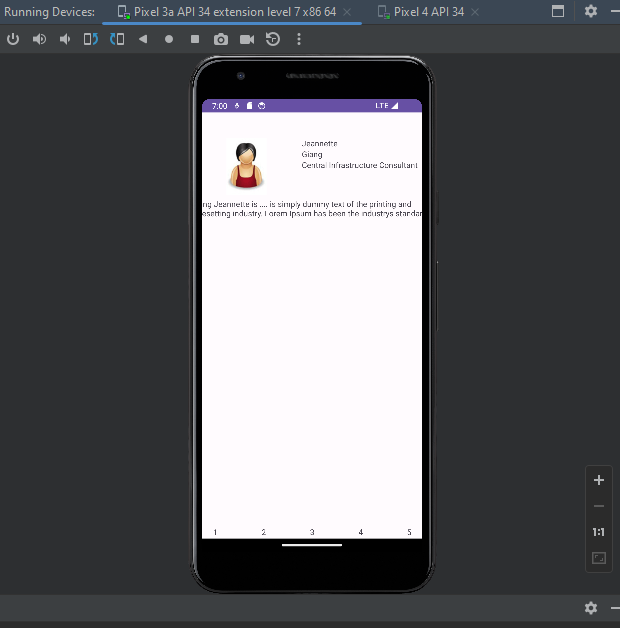 Running Devices: Pixel 3a API 34 extension level 7 x86 64 Pixel 4 API 34
7:00 LTE
Jeannette
Giang,
Central Infrastructure Consultant
ng Jeannette is .... is simply dummy text of the printing and
esetting industry. Lorem Ipsum has been the industrys standar
1 2 3 4 5
1:1